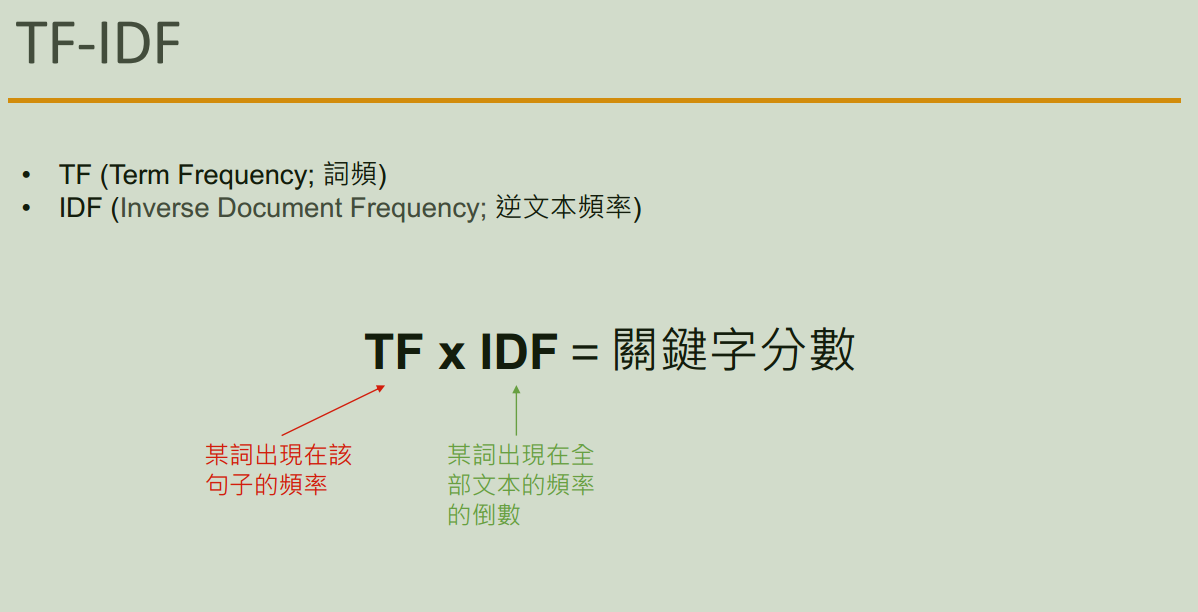 TF-IDF
• TF (Term Frequency; 詞頻)
• IDF (Inverse Document Frequency; 逆文本頻率)
TF x IDF = 關鍵字分數
某詞出現在該
句子的頻率
某詞出現在全
部文本的頻率
的倒數